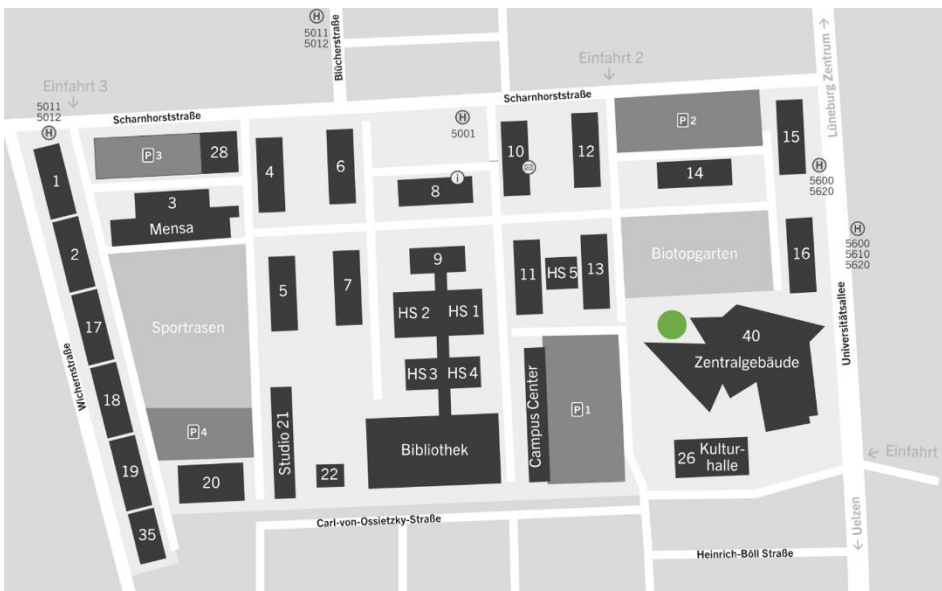 5011
5012
Blücherstraße
Einfahrt 3
Einfahrt 2
Lüneburg Zentrum
5011
5012
H
H
Scharnhorststraße
Scharnhorststraße
H
5001
P 3
28
4
6
10
12
P 2
15
1
3
Mensa
8
i
14
H
5600
5620
2
9
11
HS 5
13
Biotopgarten
16
H
5600
5610
5620
5
7
HS 2
HS 1
17
Sportrasen
40
Zentralgebäude
Universitätsallee
Wichernstraße
HS 3
HS 4
18
P 4
Studio 21
Bibliothek
Campus Center
P 1
19
20
22
26 Kultur-
halle
Einfahrt
35
Carl-von-Ossietzky-Straße
Heinrich-Böll Straße
Uelzen